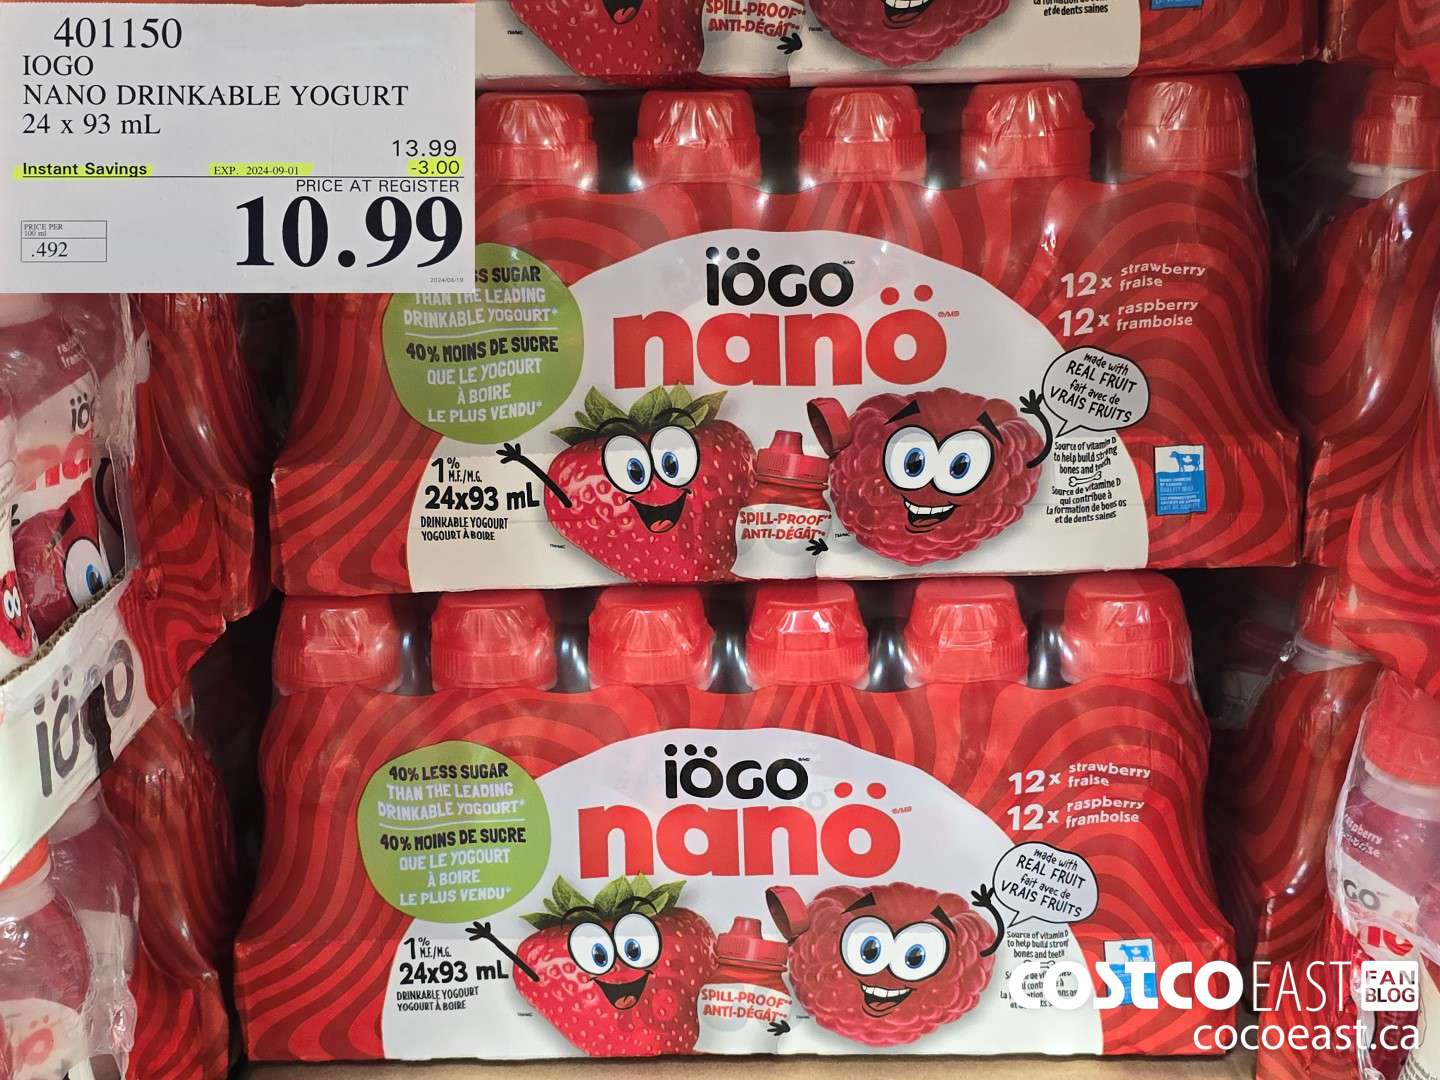 401150
IOGO
NANO DRINKABLE YOGURT
24 x 93 mL
13.99
Instant Savings EXP. 2024-09-01 -3.00
PRICE AT REGISTER
10.99
PRICE PER
100 ml
.492
2024/08/19
SPILL-PROOF**
ANTI-DÉGÂT**
et de dents saines
SS SUGAR
THAN THE LEADING
DRINKABLE YOGOURT*
40% MOINS DE SUCRE
QUE LE YOGOURT
À BOIRE
LE PLUS VENDU*
iögo
nanö
12x strawberry
fraise
12x raspberry
framboise
made with
REAL FRUIT
fait avec de
VRAIS FRUITS
Source of vitamin D
to help build strong
bones and teeth
Source de vitamine D
qui contribue à
la formation de bons os
et de dents saines
1% M.F./M.G.
24x93 mL
DRINKABLE YOGOURT
YOGOURT À BOIRE
SPILL-PROOF**
ANTI-DÉGÂT**
iögo
40% LESS SUGAR
THAN THE LEADING
DRINKABLE YOGOURT*
40% MOINS DE SUCRE
QUE LE YOGOURT
À BOIRE
LE PLUS VENDU*
iögo
nanö
12x strawberry
fraise
12x raspberry
framboise
made with
REAL FRUIT
fait avec de
VRAIS FRUITS
Source of vitamin D
to help build strong
bones and teeth
1% M.F./M.G.
24x93 mL
DRINKABLE YOGOURT
YOGOURT À BOIRE
SPILL-PROOF**
ANTI-DÉGÂT**
COSTCO EAST FAN
BLOG
cocoeast.ca